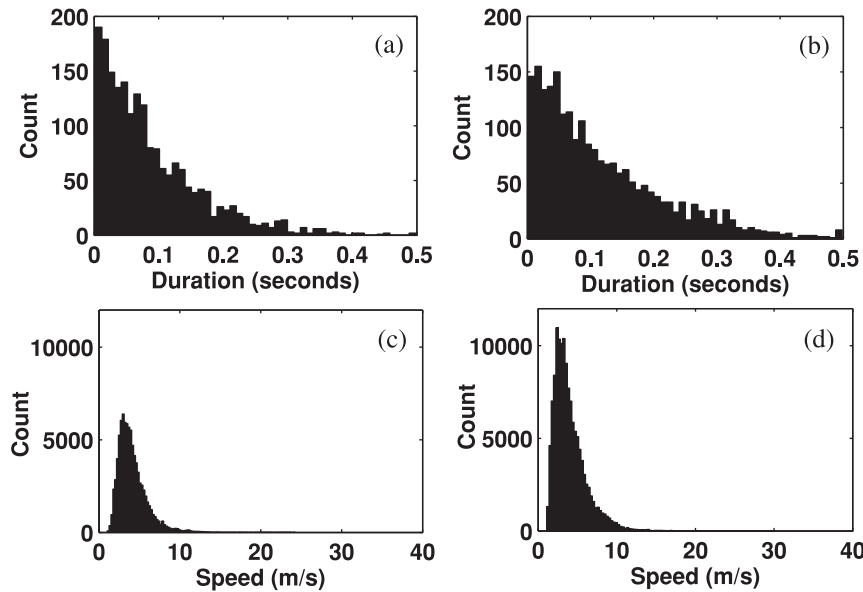 (a)
200
150
100
50
0
Count
0 0.1 0.2 0.3 0.4 0.5
Duration (seconds)
(b)
200
150
100
50
0
Count
0 0.1 0.2 0.3 0.4 0.5
Duration (seconds)
(c)
10000
5000
0
Count
0 10 20 30 40
Speed (m/s)
(d)
10000
5000
0
Count
0 10 20 30 40
Speed (m/s)